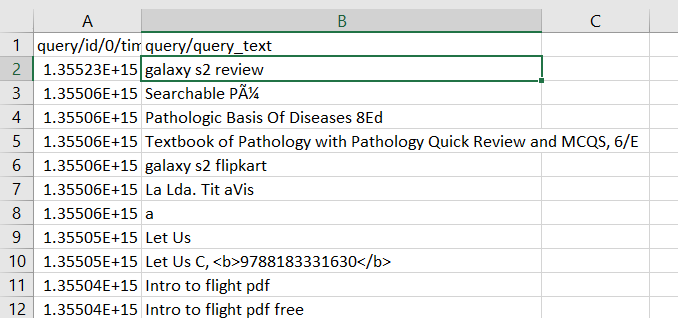 A B C
1 query/id/0/tim query/query_text
2 1.35523E+15 galaxy s2 review
3 1.35506E+15 Searchable PÃ¼
4 1.35506E+15 Pathologic Basis Of Diseases 8Ed
5 1.35506E+15 Textbook of Pathology with Pathology Quick Review and MCQS, 6/E
6 1.35506E+15 galaxy s2 flipkart
7 1.35506E+15 La Lda. Tit aVis
8 1.35506E+15 a
9 1.35505E+15 Let Us
10 1.35505E+15 Let Us C, <b>9788183331630</b>
11 1.35504E+15 Intro to flight pdf
12 1.35504E+15 Intro to flight pdf free